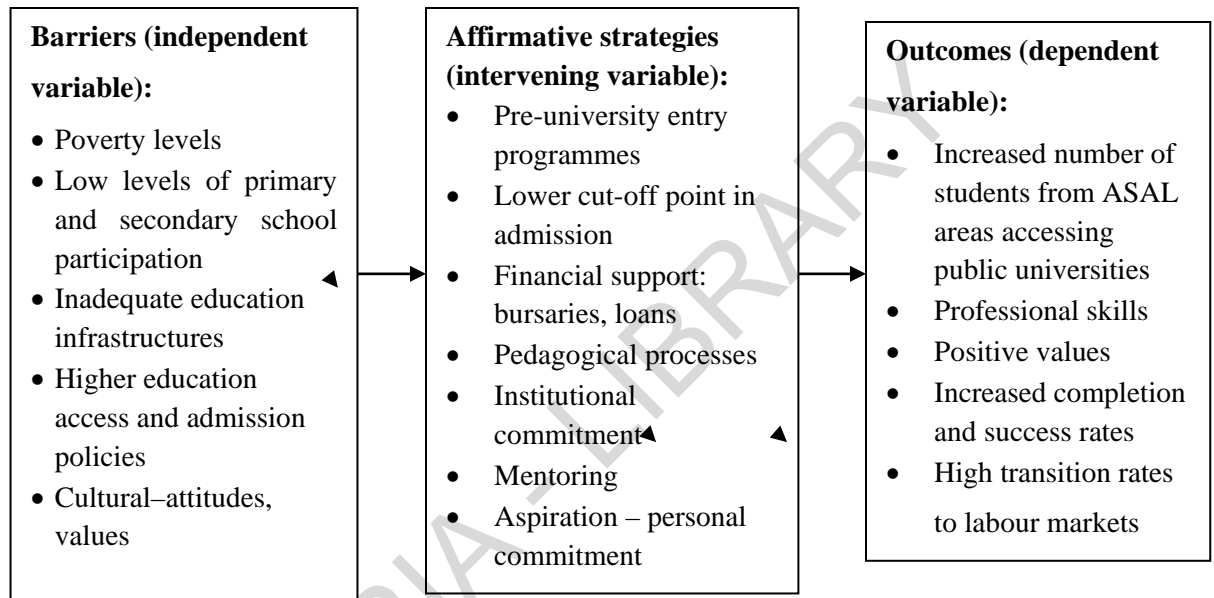 Barriers (independent
variable):
• Poverty levels
• Low levels of primary
and secondary school
participation
• Inadequate education
infrastructures
• Higher education
access and admission
policies
• Cultural–attitudes,
values
Affirmative strategies
(intervening variable):
• Pre-university entry
programmes
• Lower cut-off point in
admission
• Financial support:
bursaries, loans
• Pedagogical processes
• Institutional
commitment
• Mentoring
• Aspiration – personal
commitment
Outcomes (dependent
variable):
• Increased number of
students from ASAL
areas accessing
public universities
• Professional skills
• Positive values
• Increased completion
and success rates
• High transition rates
to labour markets
RIA - LIBRARY